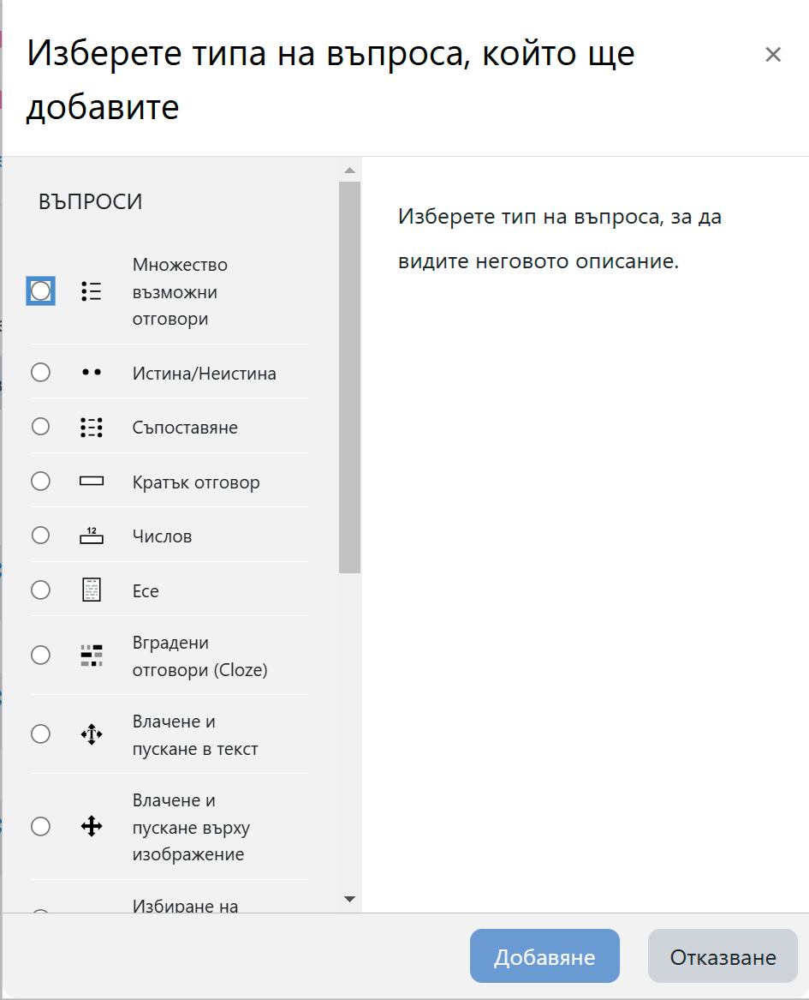 Изберете типа на въпроса, който ще
добавите
ВЪПРОСИ
Множество
възможни
отговори
Истина/Неистина
Съпоставяне
Кратък отговор
12
Числов
Есе
Вградени
отговори (Cloze)
Влачене и
пускане в текст
Влачене и
пускане върху
изображение
Избиране на
Изберете тип на въпроса, за да
видите неговото описание.
Добавяне
Отказване